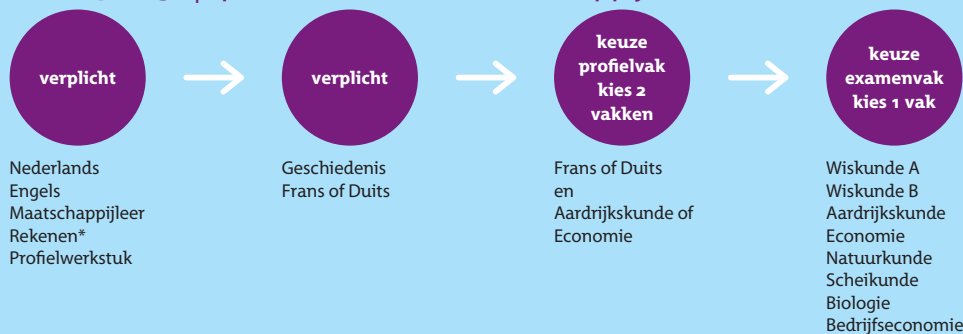 verplicht
Nederlands
Engels
Maatschappijleer
Rekenen*
Profielwerkstuk
verplicht
Geschiedenis
Frans of Duits
keuze
profielvak
kies 2
vakken
Frans of Duits
en
Aardrijkskunde of
Economie
keuze
examenvak
kies 1 vak
Wiskunde A
Wiskunde B
Aardrijkskunde
Economie
Natuurkunde
Scheikunde
Biologie
Bedrijfseconomie